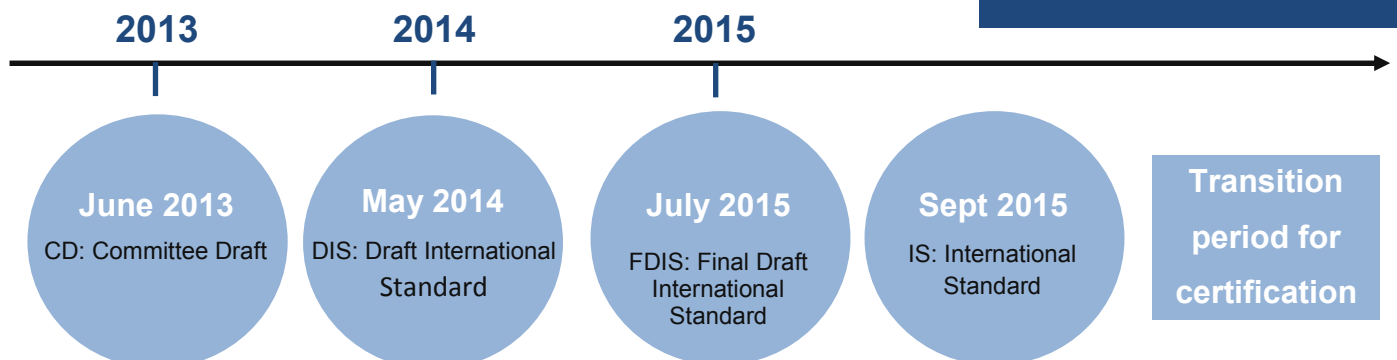 2013
2014
2015
June 2013
CD: Committee Draft
May 2014
DIS: Draft International
Standard
July 2015
FDIS: Final Draft
International
Standard
Sept 2015
IS: International
Standard
Transition
period for
certification